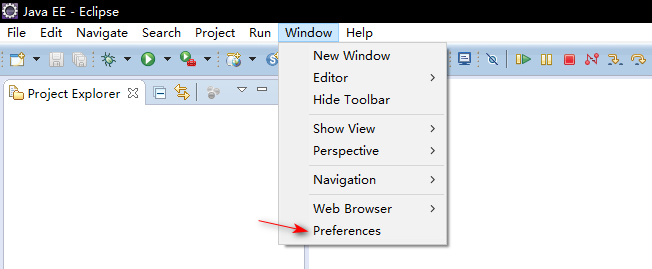 Java EE - Eclipse
File Edit Navigate Search Project Run Window Help
Project Explorer
New Window
Editor
Hide Toolbar
Show View
Perspective
Navigation
Web Browser
Preferences